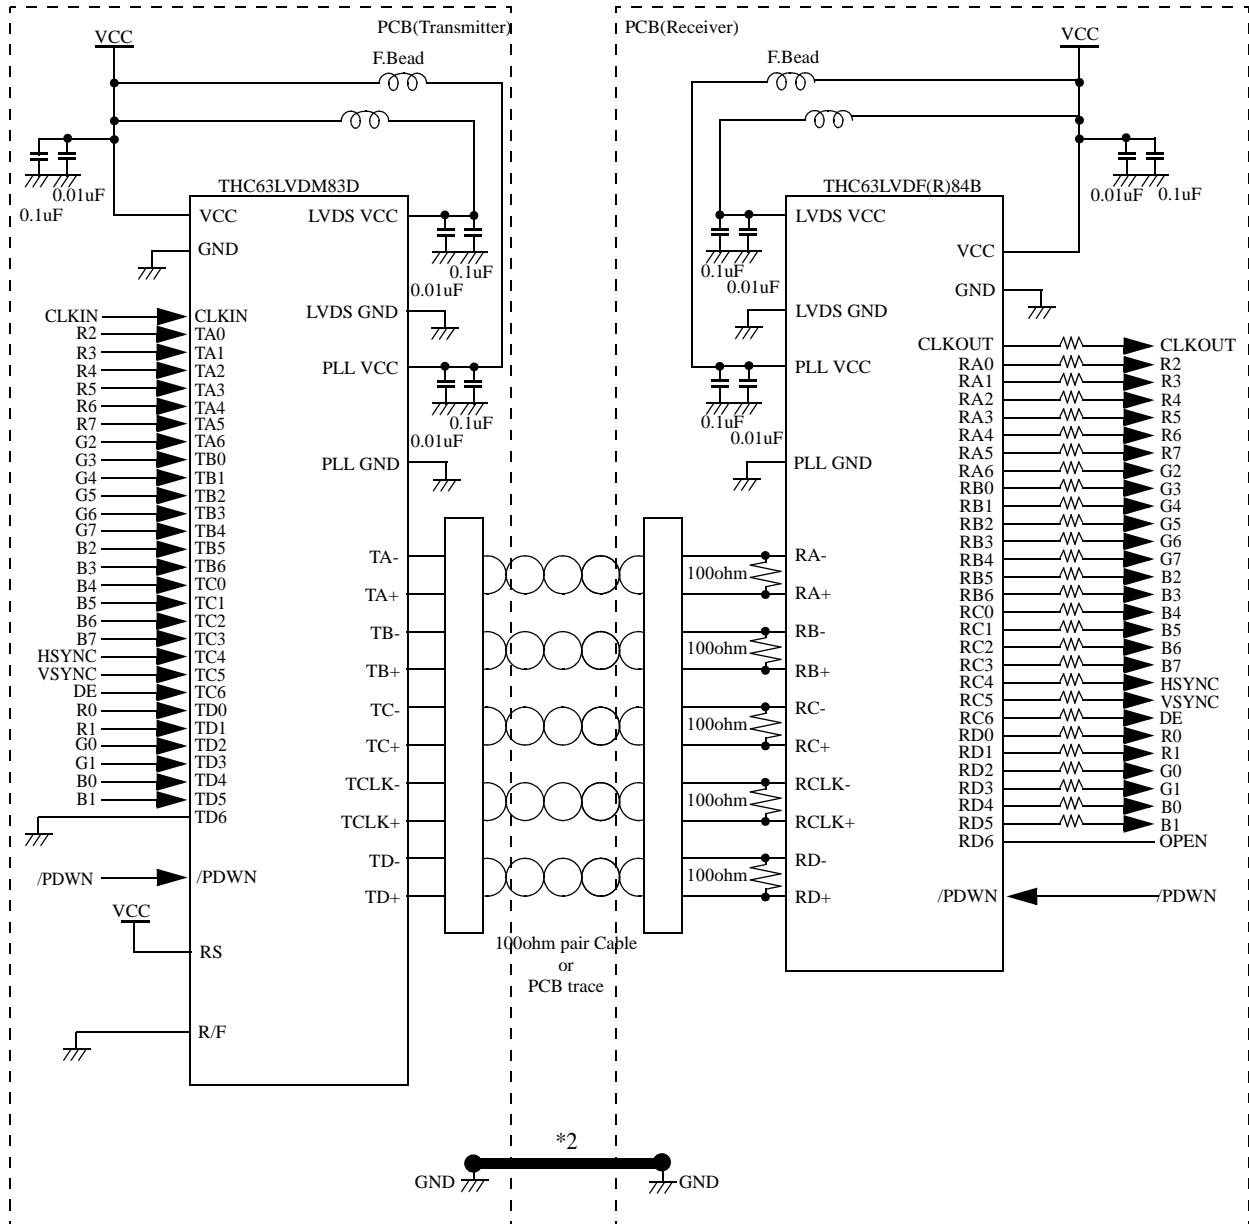 PCB(Transmitter)
VCC
F.Bead
0.01uF
0.1uF
THC63LVDM83D
VCC
GND
CLKIN
R2
R3
R4
R5
R6
R7
G2
G3
G4
G5
G6
G7
B2
B3
B4
B5
B6
B7
HSYNC
VSYNC
DE
R0
R1
G0
G1
B0
B1
CLKIN
TA0
TA1
TA2
TA3
TA4
TA5
TA6
TB0
TB1
TB2
TB3
TB4
TB5
TB6
TC0
TC1
TC2
TC3
TC4
TC5
TC6
TD0
TD1
TD2
TD3
TD4
TD5
TD6
/PDWN
/PDWN
VCC
RS
R/F
LVDS VCC
0.1uF
0.01uF
LVDS GND
PLL VCC
0.1uF
0.01uF
PLL GND
TA-
TA+
TB-
TB+
TC-
TC+
TCLK-
TCLK+
TD-
TD+
100ohm pair Cable
or
PCB trace
PCB(Receiver)
VCC
F.Bead
0.01uF
0.1uF
THC63LVDF(R)84B
LVDS VCC
0.1uF
0.01uF
LVDS GND
PLL VCC
0.1uF
0.01uF
PLL GND
100ohm
100ohm
100ohm
100ohm
100ohm
RA-
RA+
RB-
RB+
RC-
RC+
RCLK-
RCLK+
RD-
RD+
VCC
GND
CLKOUT
RA0
RA1
RA2
RA3
RA4
RA5
RA6
RB0
RB1
RB2
RB3
RB4
RB5
RB6
RC0
RC1
RC2
RC3
RC4
RC5
RC6
RD0
RD1
RD2
RD3
RD4
RD5
RD6
/PDWN
CLKOUT
R2
R3
R4
R5
R6
R7
G2
G3
G4
G5
G6
G7
B2
B3
B4
B5
B6
B7
HSYNC
VSYNC
DE
R0
R1
G0
G1
B0
B1
OPEN
/PDWN
*2
GND
GND